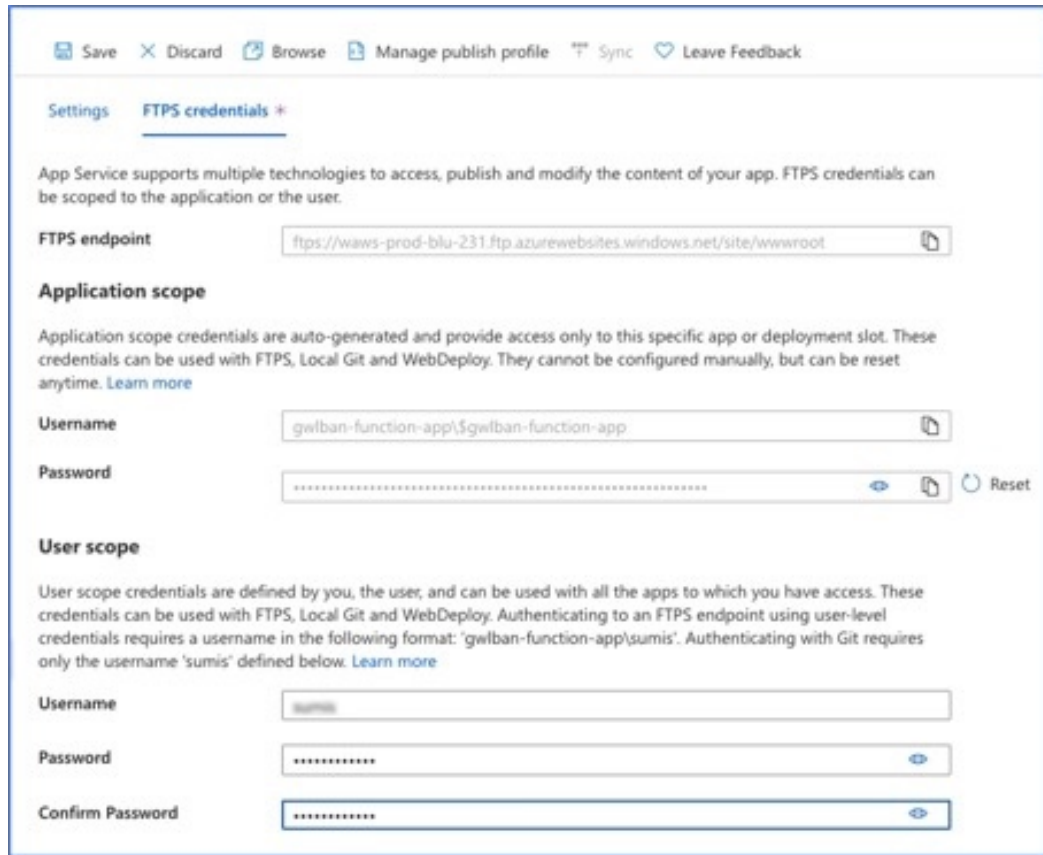 Save Discard Browse Manage publish profile Sync Leave Feedback
Settings FTPS credentials *
App Service supports multiple technologies to access, publish and modify the content of your app. FTPS credentials can
be scoped to the application or the user.
FTPS endpoint ftps://waws-prod-blu-231.ftp.azurewebsites.windows.net/site/wwwroot
Application scope
Application scope credentials are auto-generated and provide access only to this specific app or deployment slot. These
credentials can be used with FTPS, Local Git and WebDeploy. They cannot be configured manually, but can be reset
anytime. Learn more
Username gwlban-function-app\$gwlban-function-app
Password Reset
User scope
User scope credentials are defined by you, the user, and can be used with all the apps to which you have access. These
credentials can be used with FTPS, Local Git and WebDeploy. Authenticating to an FTPS endpoint using user-level
credentials requires a username in the following format: 'gwlban-function-app\sumis'. Authenticating with Git requires
only the username 'sumis' defined below. Learn more
Username
Password ••••••••••••
Confirm Password ••••••••••••